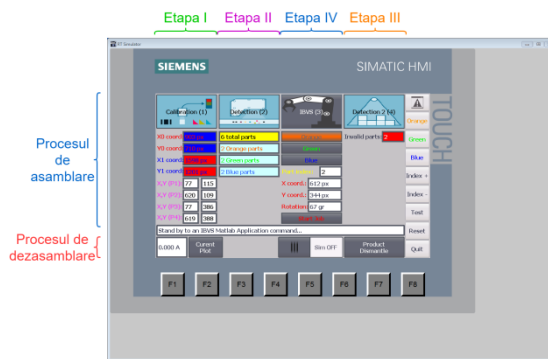 Etapa I Etapa II Etapa IV Etapa III
RT Simulator
SIEMENS SIMATIC HMI
TOUCH
Calibration (1) Detection (2) IBVS (3) Detection 2 (4)
X0 coord: 6 total parts Orange Invalid parts: 2 Orange
Y0 coord: 2 Orange parts Green Green
X1 coord: 2 Green parts Blue Blue
Y1 coord: 2 Blue parts 2 Index +
X,Y (P1): 77 115 X coord.: 612 px
X,Y (P2): 620 109 Y coord.: 344 px Index -
X,Y (P3): 77 386 Rotation: 67 gr Test
X,Y (P4): 619 388 Start Job
Stand by to an IBVS Matlab Application command... Reset
0.000 A Curent Plot Sim OFF Product Dismantle Quit
F1 F2 F3 F4 F5 F6 F7 F8
Procesul
de
asamblare
Procesul de
dezasamblare